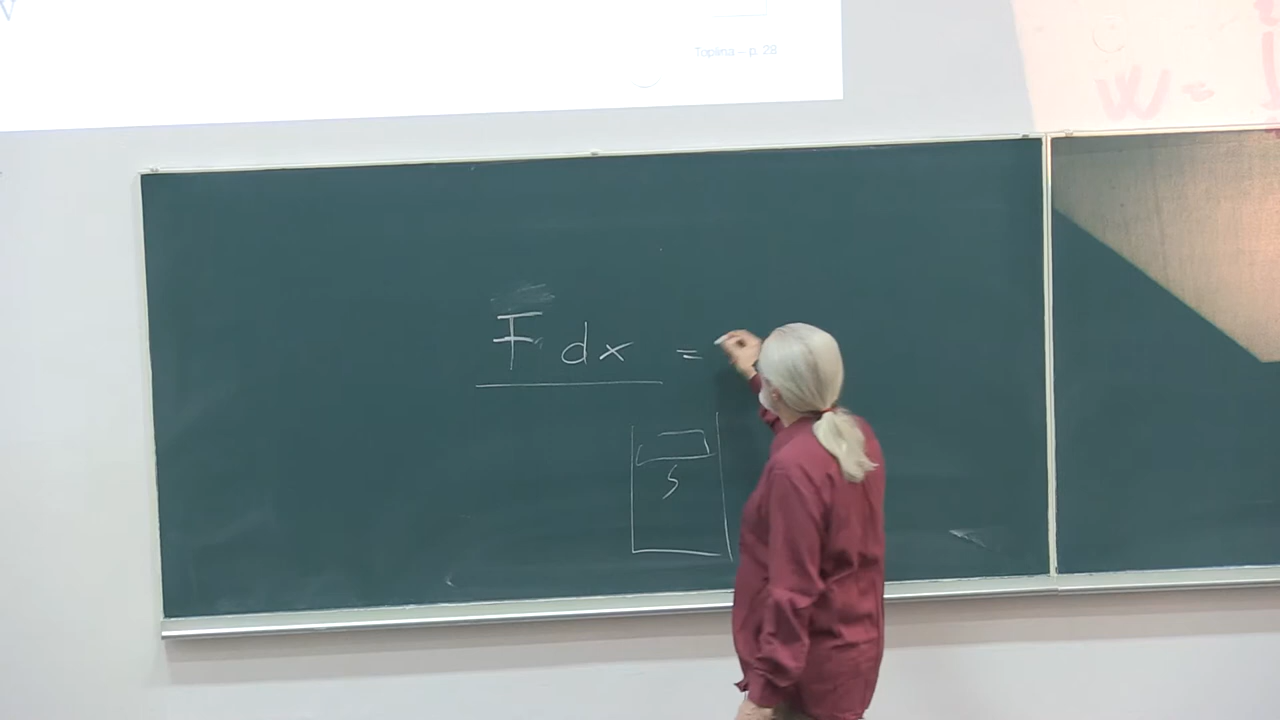 Toplina – p. 28
W =
F dx =
S